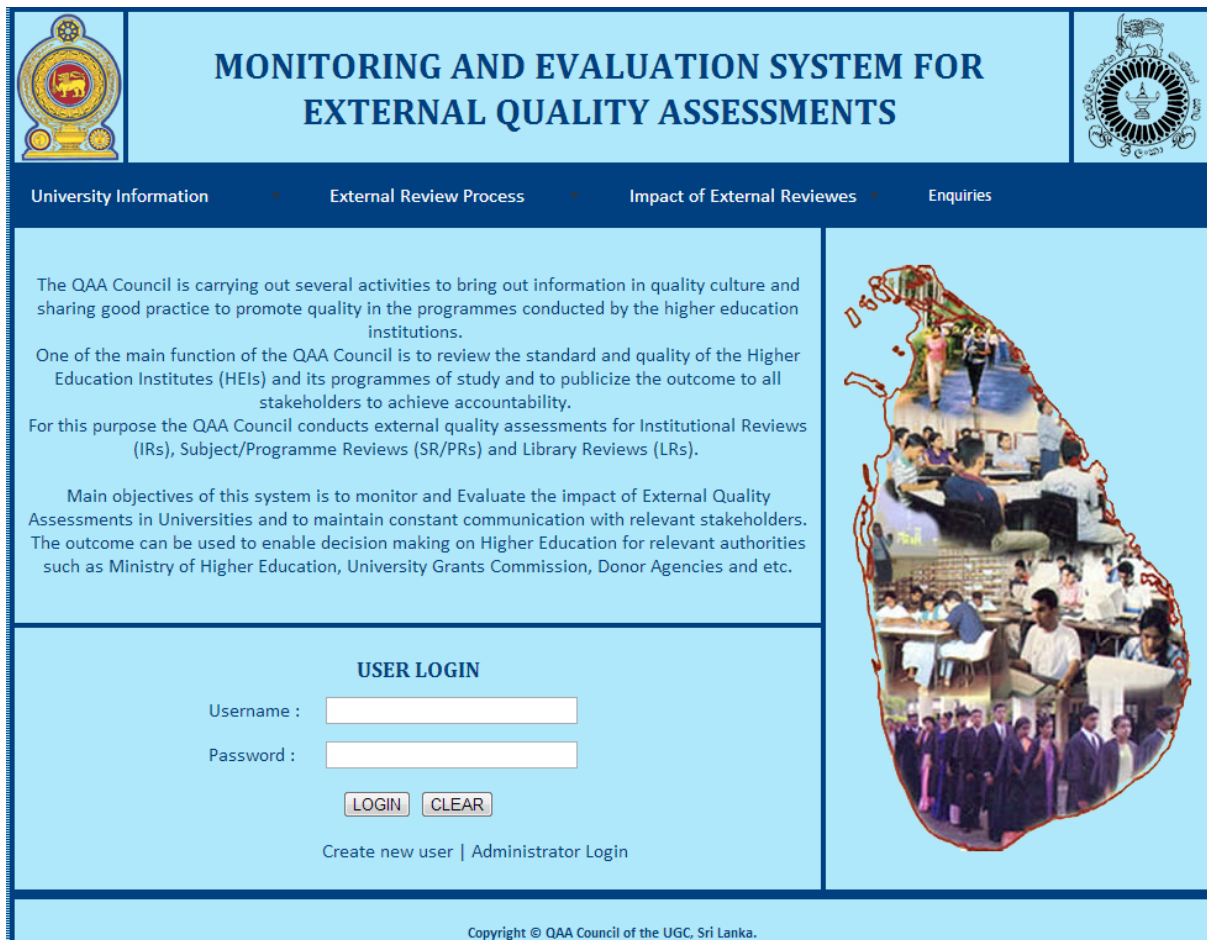 MONITORING AND EVALUATION SYSTEM FOR
EXTERNAL QUALITY ASSESSMENTS
ශ්‍රී ලංකා
University Information
External Review Process
Impact of External Reviewes
Enquiries
The QAA Council is carrying out several activities to bring out information in quality culture and
sharing good practice to promote quality in the programmes conducted by the higher education
institutions.
One of the main function of the QAA Council is to review the standard and quality of the Higher
Education Institutes (HEIs) and its programmes of study and to publicize the outcome to all
stakeholders to achieve accountability.
For this purpose the QAA Council conducts external quality assessments for Institutional Reviews
(IRs), Subject/Programme Reviews (SR/PRs) and Library Reviews (LRs).
Main objectives of this system is to monitor and Evaluate the impact of External Quality
Assessments in Universities and to maintain constant communication with relevant stakeholders.
The outcome can be used to enable decision making on Higher Education for relevant authorities
such as Ministry of Higher Education, University Grants Commission, Donor Agencies and etc.
USER LOGIN
Username :
Password :
LOGIN CLEAR
Create new user | Administrator Login
Copyright © QAA Council of the UGC, Sri Lanka.